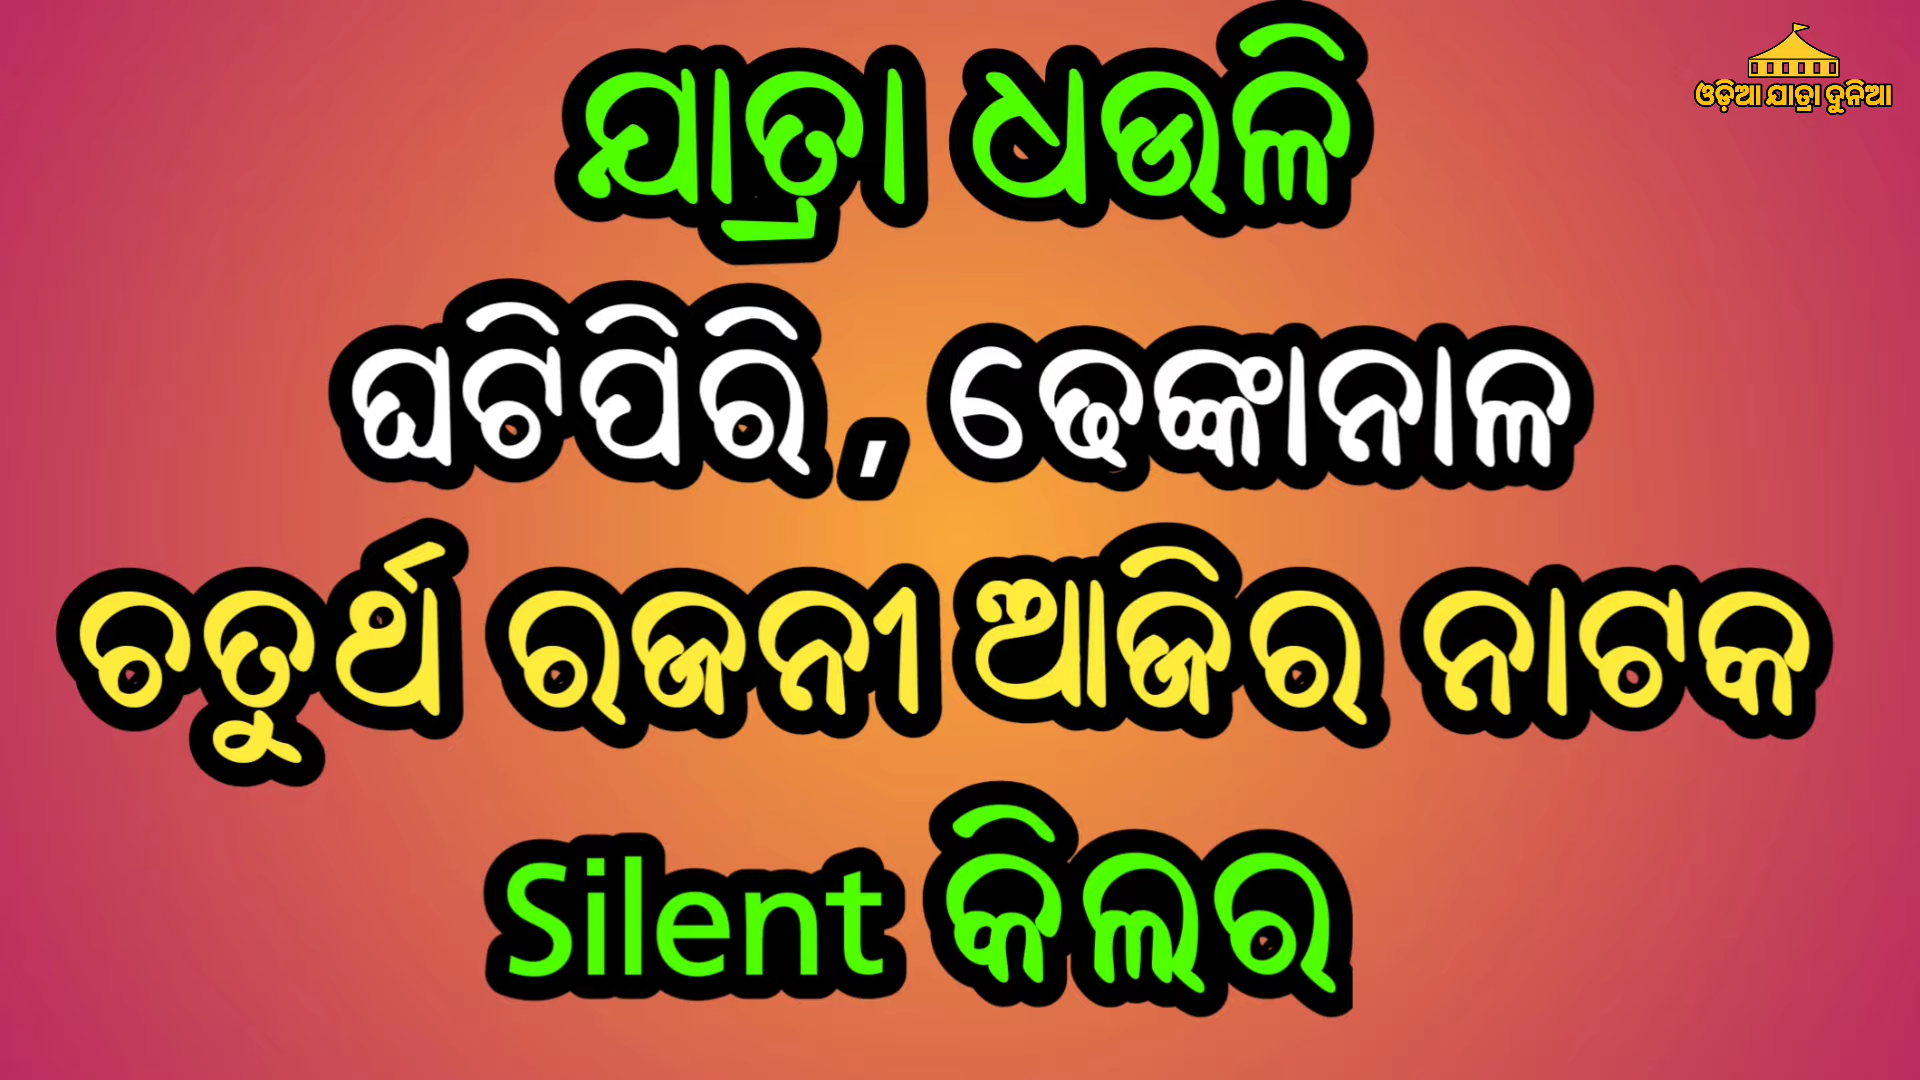 ଯାତ୍ରା ଧଉଳି
ଓଡ଼ିଆ ଯାତ୍ରା ଦୁନିଆ
ଘଟିପିରି, ଢେଙ୍କାନାଳ
ଚତୁର୍ଥ ରଜନୀ ଆଜିର ନାଟକ
Silent କିଲର